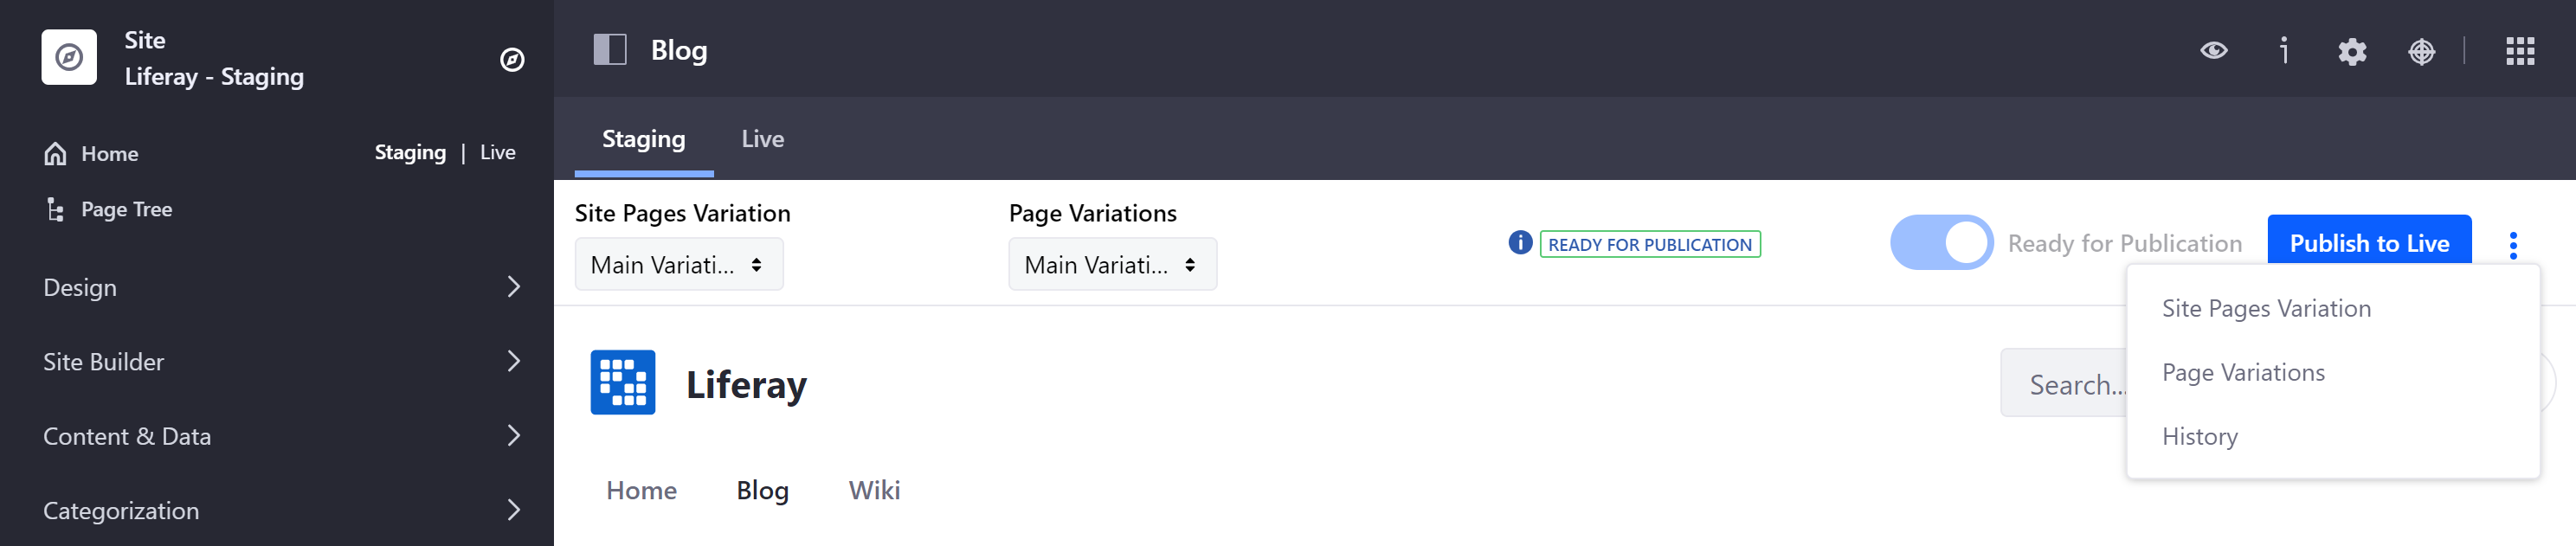 Site
Liferay - Staging
Home
Staging | Live
Page Tree
Design
Site Builder
Content & Data
Categorization
Blog
Staging
Live
Site Pages Variation
Page Variations
Main Variati...
Main Variati...
READY FOR PUBLICATION
Ready for Publication
Publish to Live
Site Pages Variation
Page Variations
History
Liferay
Search...
Home
Blog
Wiki